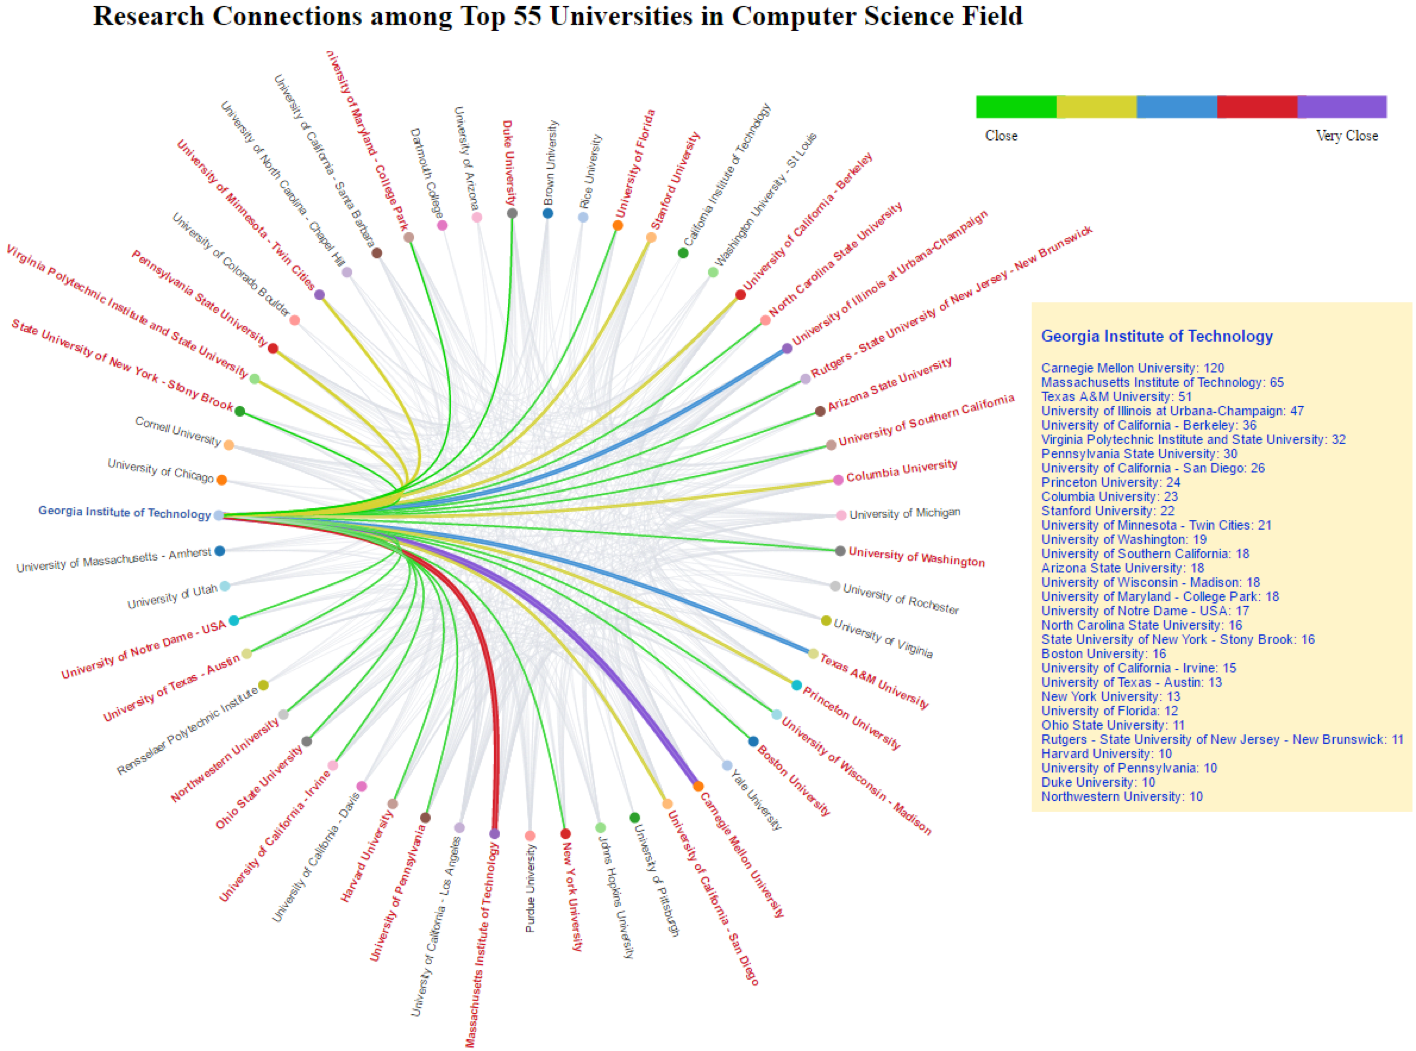 Research Connections among Top 55 Universities in Computer Science Field
Close
Very Close
niversity of Maryland - College Park
Dartmouth College
University of Arizona
Duke University
Brown University
Rice University
University of Florida
Stanford University
California Institute of Technology
Washington University - St Louis
University of California - Berkeley
North Carolina State University
University of Illinois at Urbana-Champaign
Rutgers - State University of New Jersey - New Brunswick
Arizona State University
University of Southern California
Columbia University
University of Michigan
University of Washington
University of Rochester
University of Virginia
Texas A&M University
Princeton University
University of Wisconsin - Madison
Boston University
Yale University
Carnegie Mellon University
University of California - San Diego
University of Pittsburgh
Johns Hopkins University
New York University
Purdue University
Massachusetts Institute of Technology
University of California - Los Angeles
University of Pennsylvania
Harvard University
University of California - Davis
University of California - Irvine
Ohio State University
Northwestern University
Rensselaer Polytechnic Institute
University of Texas - Austin
University of Notre Dame - USA
University of Utah
University of Massachusetts - Amherst
Georgia Institute of Technology
University of Chicago
Cornell University
State University of New York - Stony Brook
Virginia Polytechnic Institute and State University
Pennsylvania State University
University of Colorado Boulder
University of Minnesota - Twin Cities
University of North Carolina - Chapel Hill
University of California - Santa Barbara
Georgia Institute of Technology
Carnegie Mellon University: 120
Massachusetts Institute of Technology: 65
Texas A&M University: 51
University of Illinois at Urbana-Champaign: 47
University of California - Berkeley: 36
Virginia Polytechnic Institute and State University: 32
Pennsylvania State University: 30
University of California - San Diego: 26
Princeton University: 24
Columbia University: 23
Stanford University: 22
University of Minnesota - Twin Cities: 21
University of Washington: 19
University of Southern California: 18
Arizona State University: 18
University of Wisconsin - Madison: 18
University of Maryland - College Park: 18
University of Notre Dame - USA: 17
North Carolina State University: 16
State University of New York - Stony Brook: 16
Boston University: 16
University of California - Irvine: 15
University of Texas - Austin: 13
New York University: 13
University of Florida: 12
Ohio State University: 11
Rutgers - State University of New Jersey - New Brunswick: 11
Harvard University: 10
University of Pennsylvania: 10
Duke University: 10
Northwestern University: 10